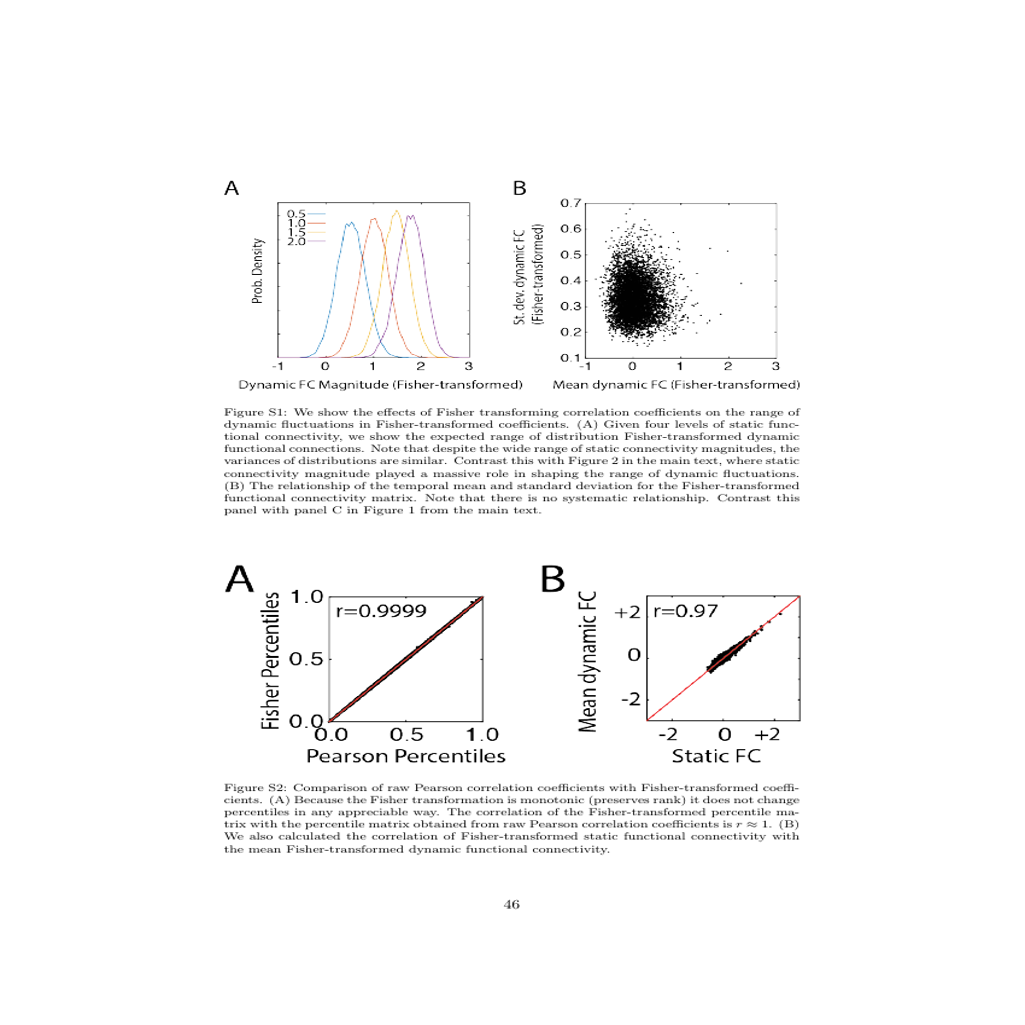 A
B
0.5
1.0
1.5
2.0
Prob. Density
-1 0 1 2 3
Dynamic FC Magnitude (Fisher-transformed)
0.7
0.6
0.5
0.4
0.3
0.2
0.1
St. dev. dynamic FC
(Fisher-transformed)
-1 0 1 2 3
Mean dynamic FC (Fisher-transformed)
Figure S1: We show the effects of Fisher transforming correlation coefficients on the range of
dynamic fluctuations in Fisher-transformed coefficients. (A) Given four levels of static func-
tional connectivity, we show the expected range of distribution Fisher-transformed dynamic
functional connections. Note that despite the wide range of static connectivity magnitudes, the
variances of distributions are similar. Contrast this with Figure 2 in the main text, where static
connectivity magnitude played a massive role in shaping the range of dynamic fluctuations.
(B) The relationship of the temporal mean and standard deviation for the Fisher-transformed
functional connectivity matrix. Note that there is no systematic relationship. Contrast this
panel with panel C in Figure 1 from the main text.
A
B
Fisher Percentiles
1.0
0.5
0.0
r=0.9999
0.0 0.5 1.0
Pearson Percentiles
Mean dynamic FC
+2
0
-2
r=0.97
-2 0 +2
Static FC
Figure S2: Comparison of raw Pearson correlation coefficients with Fisher-transformed coeffi-
cients. (A) Because the Fisher transformation is monotonic (preserves rank) it does not change
percentiles in any appreciable way. The correlation of the Fisher-transformed percentile ma-
trix with the percentile matrix obtained from raw Pearson correlation coefficients is r ≈ 1. (B)
We also calculated the correlation of Fisher-transformed static functional connectivity with
the mean Fisher-transformed dynamic functional connectivity.
46